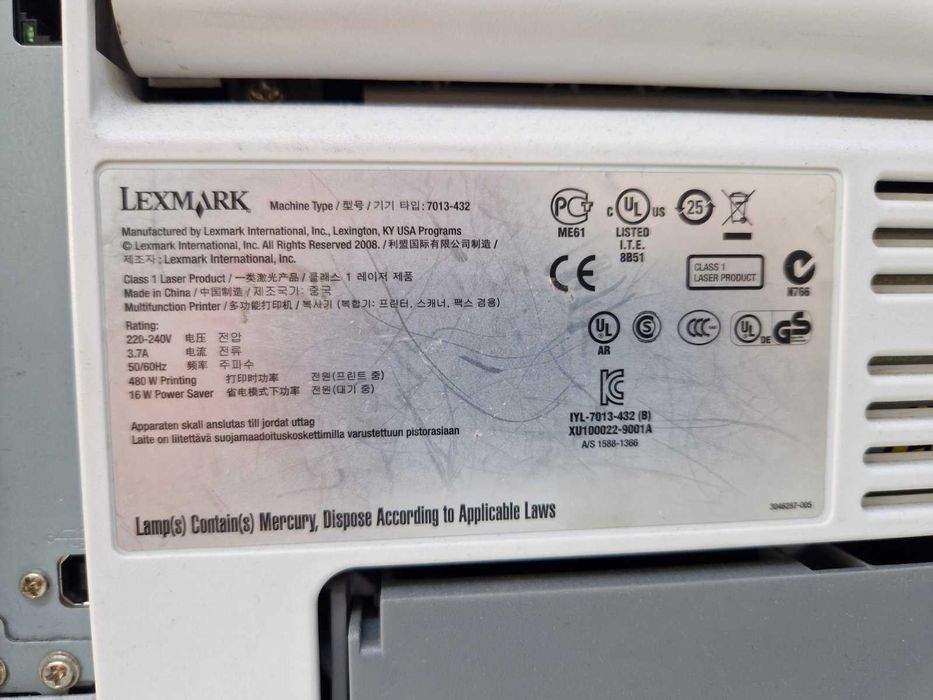 LEXMARK
Machine Type / 型号 / 기기 타입 : 7013-432
Manufactured by Lexmark International, Inc., Lexington, KY USA Programs
© Lexmark International, Inc. All Rights Reserved 2008. / 利盟国际有限公司制造 /
제조자 : Lexmark International, Inc.
Class 1 Laser Product / 一类激光产品 / 클래스 1 레이저 제품
Made in China / 中国制造 / 제조국가: 중국
Multifunction Printer / 多功能打印机 / 복사기 (복합기: 프린터, 스캐너, 팩스 겸용)
Rating:
220-240V 电压 전압
3.7A 电流 전류
50/60Hz 频率 주파수
480 W Printing 打印时功率 전원(프린트 중)
16 W Power Saver 省电模式下功率 전원(대기 중)
Apparaten skall anslutas till jordat uttag
Laite on liitettävä suojamaadoituskoskettimilla varustettuun pistorasiaan
Lamp(s) Contain(s) Mercury, Dispose According to Applicable Laws
PCT
ME61
C UL US
LISTED
I.T.E.
8B51
25
CE
CLASS 1
LASER PRODUCT
N766
UL
AR
S
CCC
UL
DE
GS
IYL-7013-432 (B)
XU100022-9001A
A/S 1588-1366
3046287-005